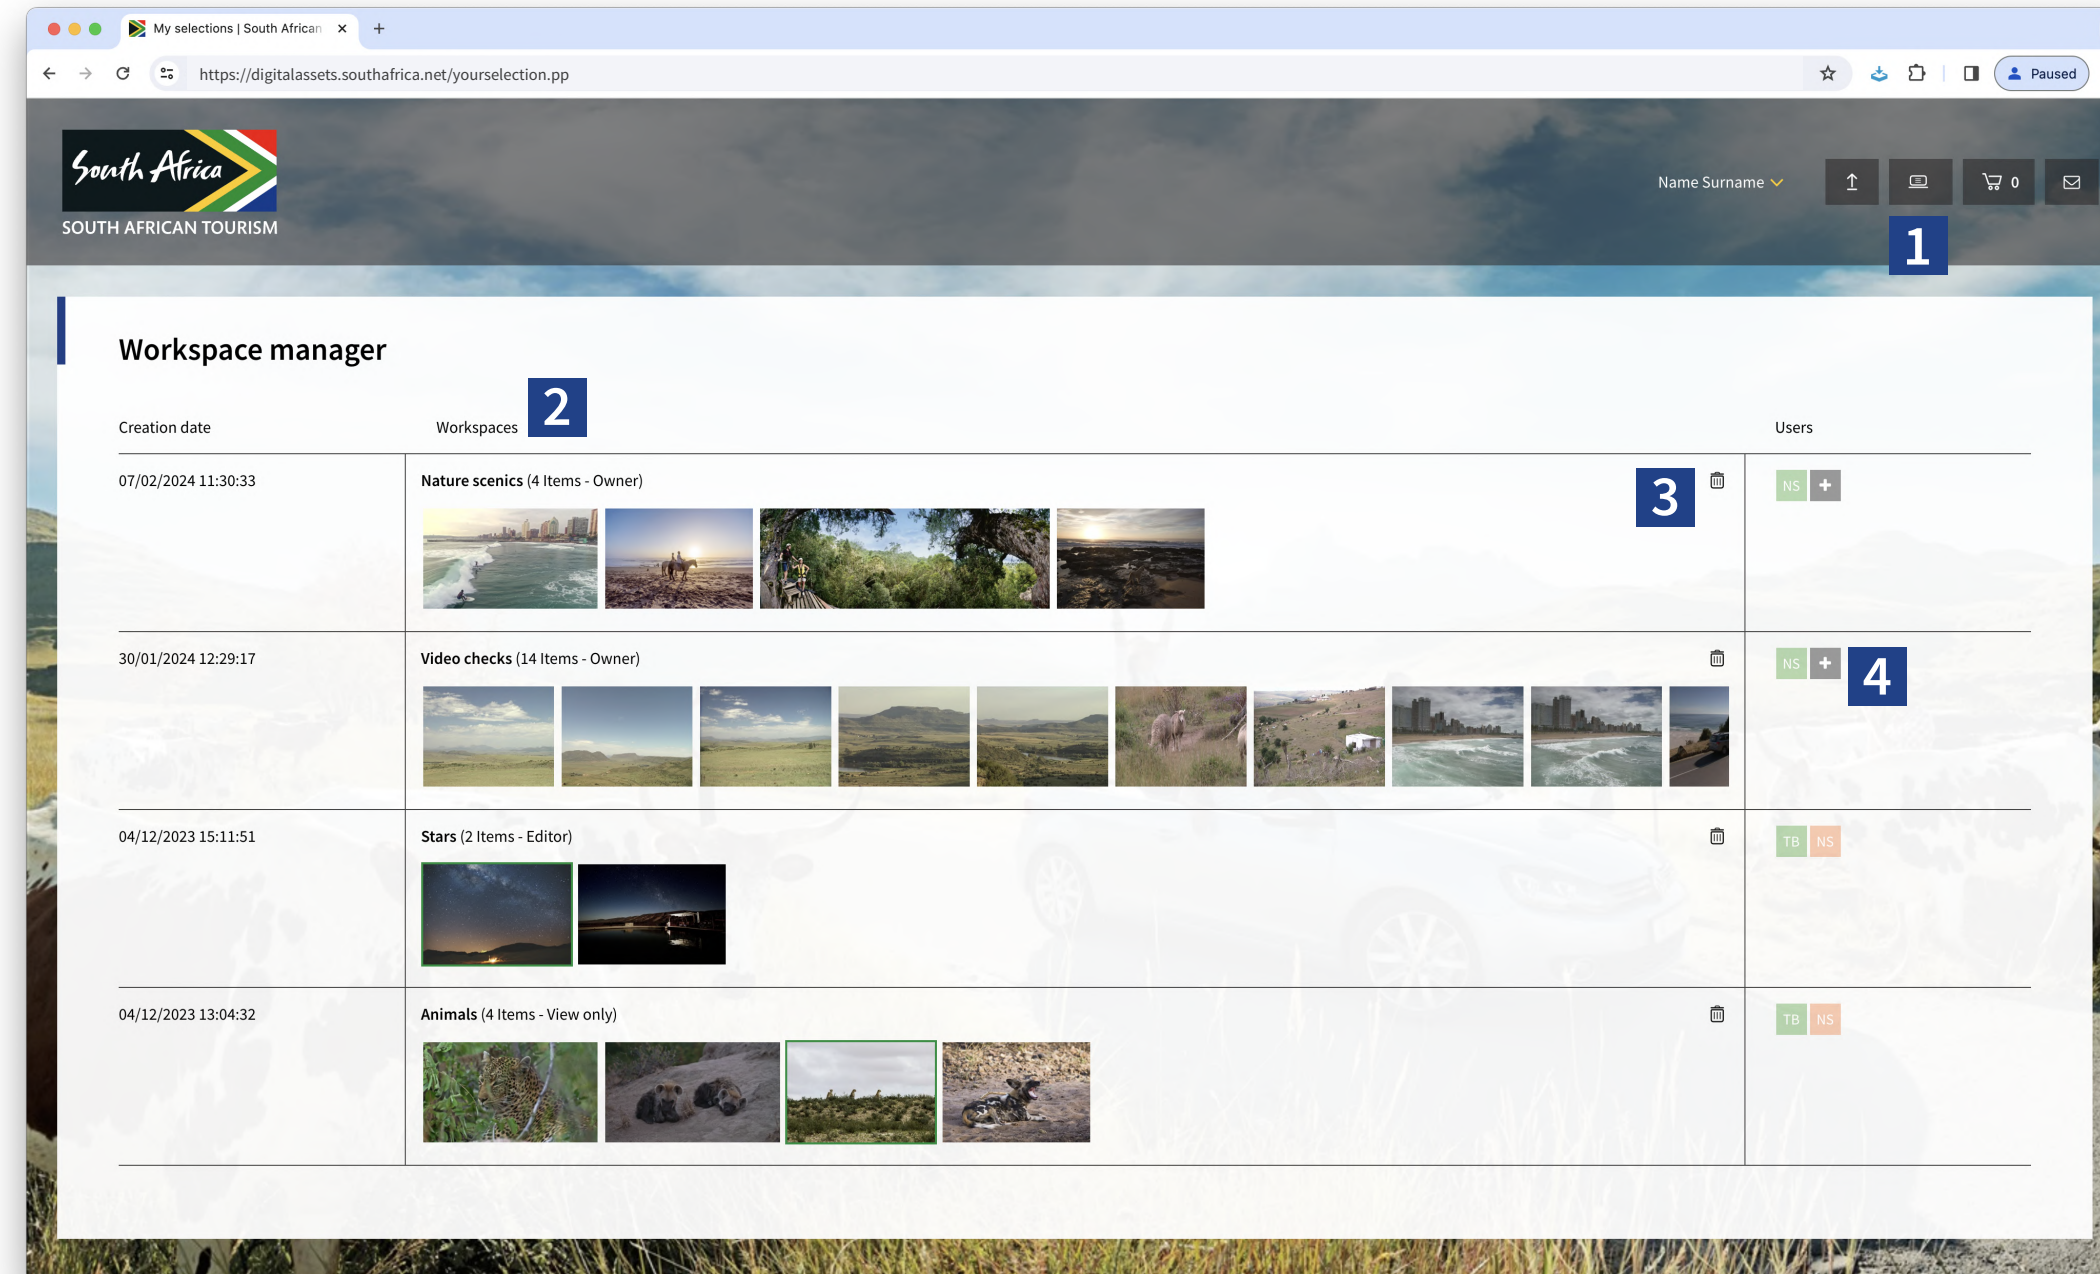 My selections | South African
https://digitalassets.southafrica.net/yourselection.pp
Paused
South Africa
SOUTH AFRICAN TOURISM
Name Surname
0
1
Workspace manager
2
Creation date Workspaces Users
07/02/2024 11:30:33 Nature scenics (4 Items - Owner) NS +
3
30/01/2024 12:29:17 Video checks (14 Items - Owner) NS +
4
04/12/2023 15:11:51 Stars (2 Items - Editor) TB NS
04/12/2023 13:04:32 Animals (4 Items - View only) TB NS